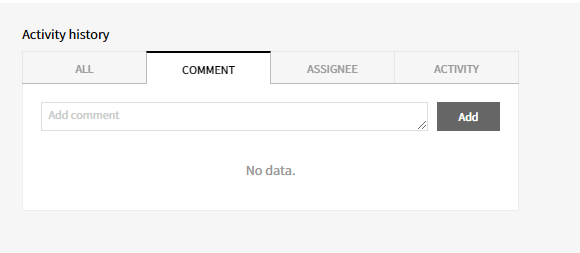 Activity history
ALL COMMENT ASSIGNEE ACTIVITY
Add comment Add
No data.